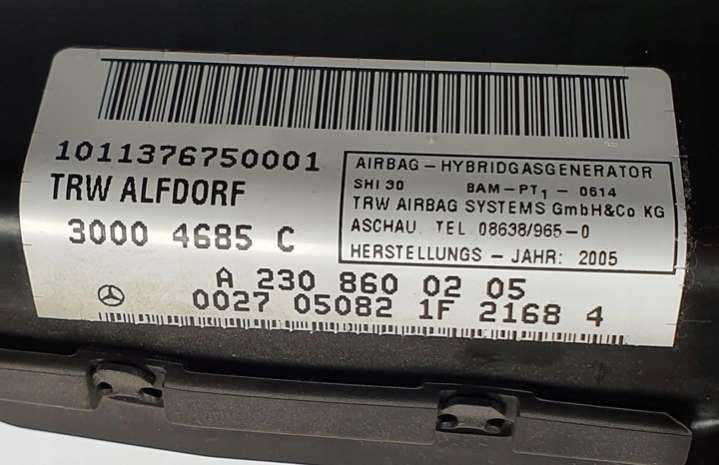 1011376750001
TRW ALFDORF
3000 4685 C
AIRBAG – HYBRIDGASGENERATOR
SHI 30 BAM–PT1 – 0614
TRW AIRBAG SYSTEMS GmbH&Co KG
ASCHAU. TEL 08638/965–0
HERSTELLUNGS – JAHR: 2005
A 230 860 02 05
0027 05082 1F 2168 4